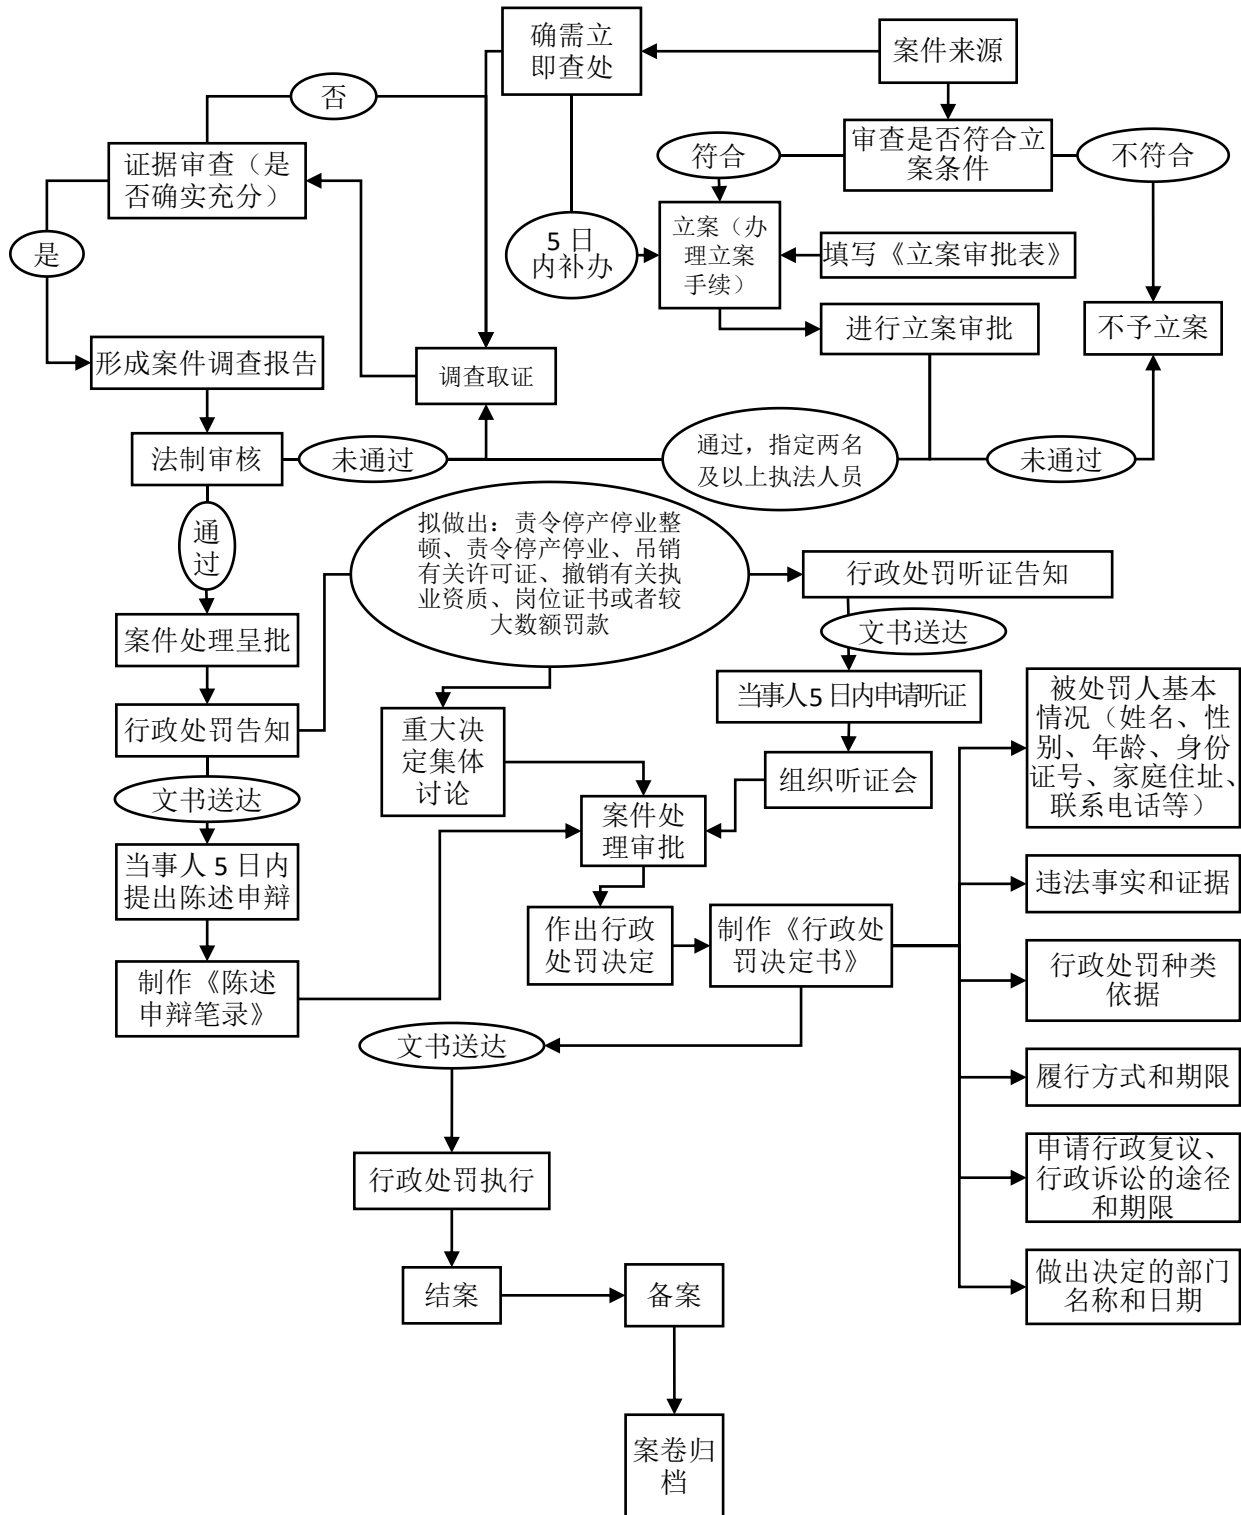 确需立
即查处
案件来源
否
审查是否符合立
案条件
符合
不符合
证据审查（是
否确实充分）
是
5 日
内补办
立案（办
理立案
手续）
填写《立案审批表》
进行立案审批
不予立案
形成案件调查报告
调查取证
法制审核
未通过
通过，指定两名
及以上执法人员
未通过
通
过
拟做出：责令停产停业整
顿、责令停产停业、吊销
有关许可证、撤销有关执
业资质、岗位证书或者较
大数额罚款
行政处罚听证告知
文书送达
案件处理呈批
当事人5日内申请听证
行政处罚告知
重大决
定集体
讨论
组织听证会
被处罚人基本
情况（姓名、性
别、年龄、身份
证号、家庭住址、
联系电话等）
文书送达
案件处
理审批
当事人 5 日内
提出陈述申辩
违法事实和证据
作出行政
处罚决定
制作《行政处
罚决定书》
制作《陈述
申辩笔录》
行政处罚种类
依据
文书送达
履行方式和期限
申请行政复议、
行政诉讼的途径
和期限
行政处罚执行
做出决定的部门
名称和日期
结案
备案
案卷归
档